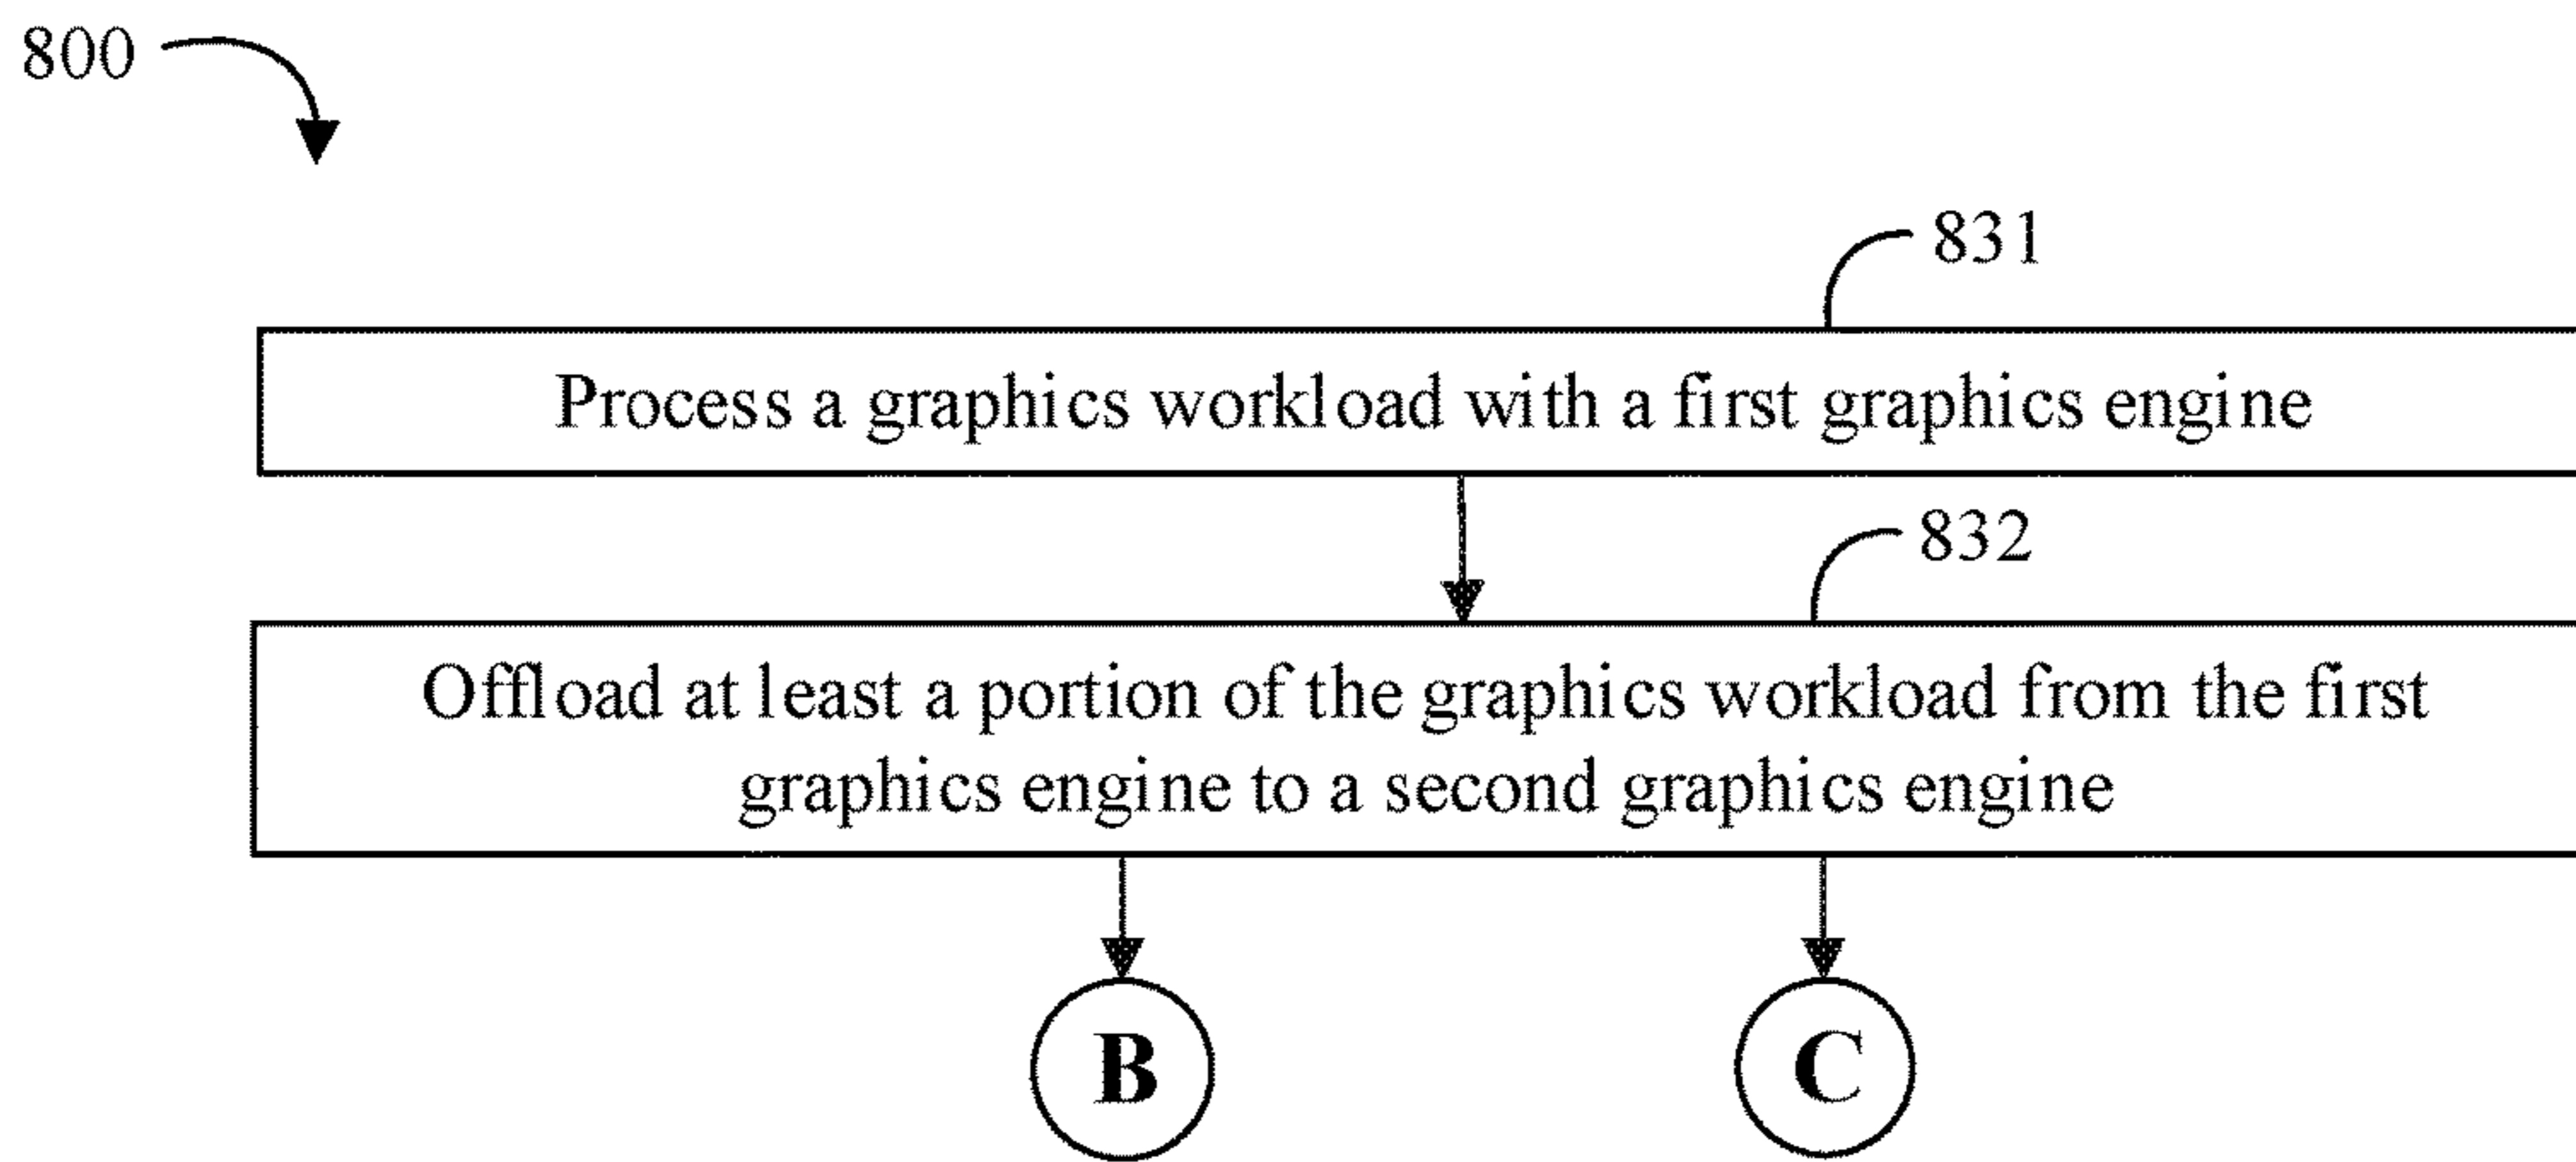 800
831
Process a graphics workload with a first graphics engine
832
Offload at least a portion of the graphics workload from the first
graphics engine to a second graphics engine
B
C